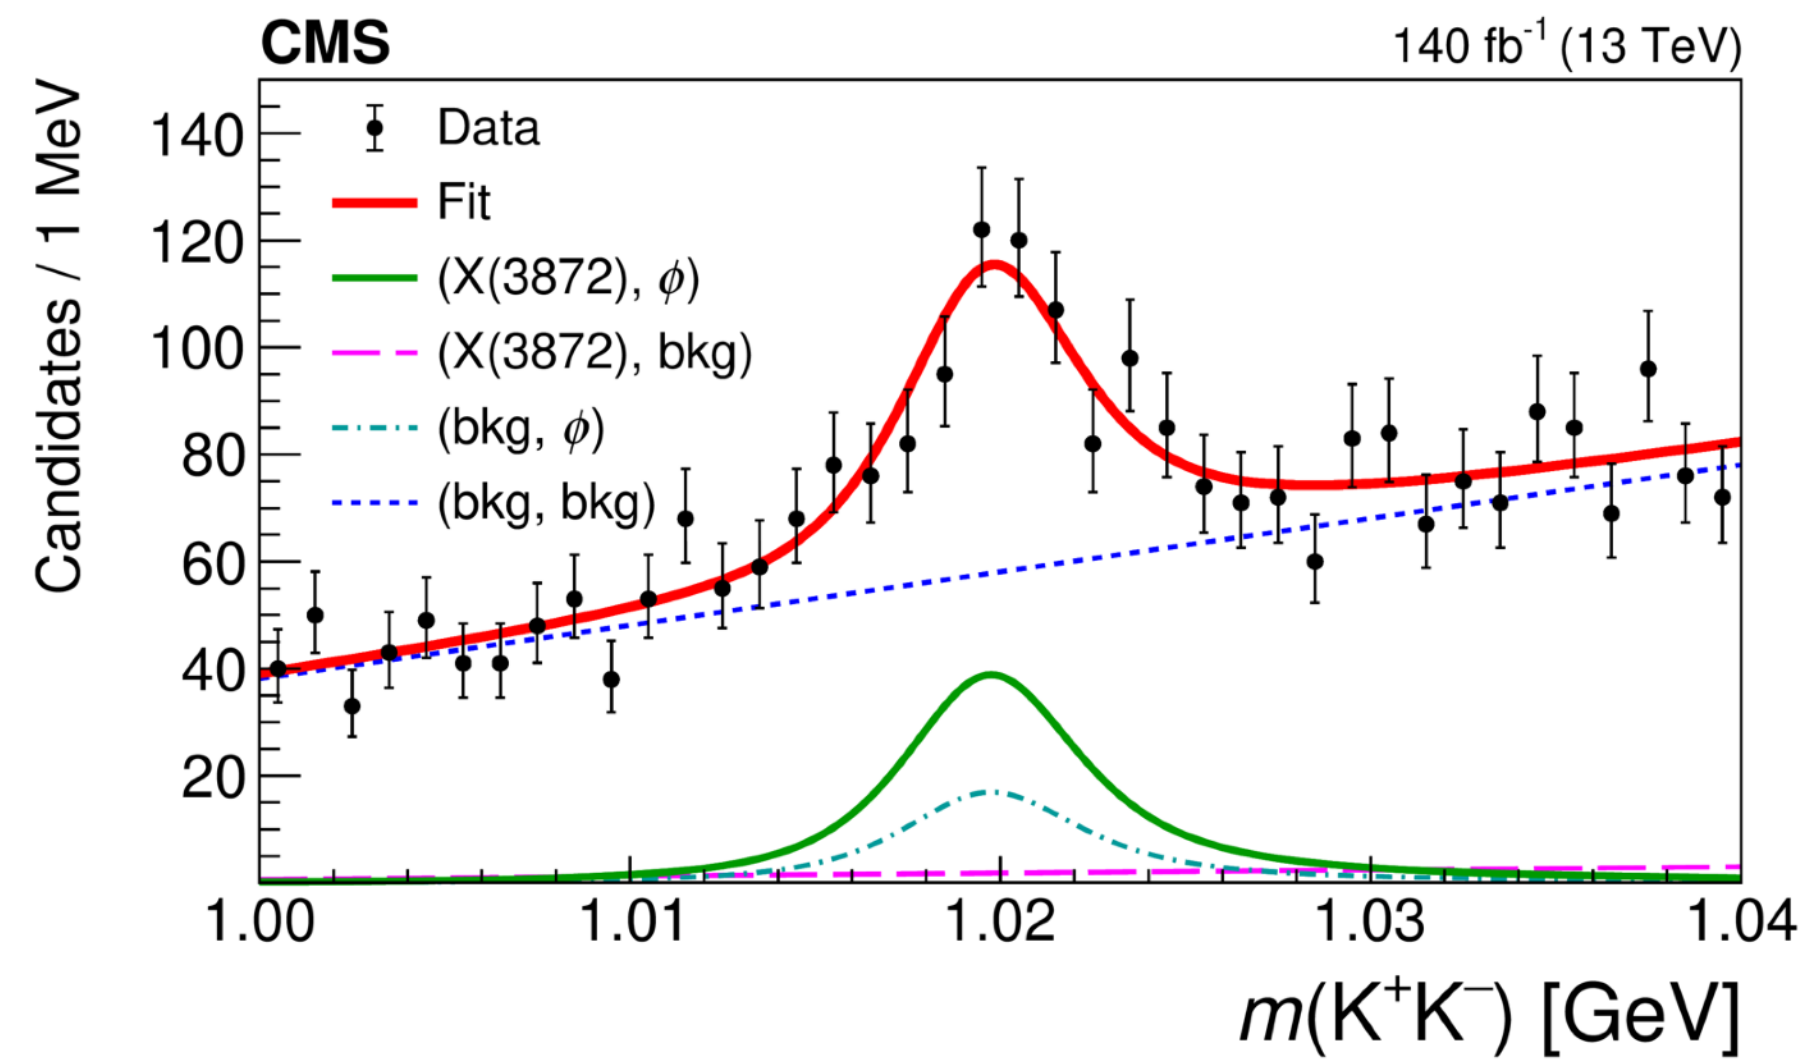 CMS
140 fb⁻¹ (13 TeV)
Candidates / 1 MeV
140
120
100
80
60
40
20
Data
Fit
(X(3872), ϕ)
(X(3872), bkg)
(bkg, ϕ)
(bkg, bkg)
1.00 1.01 1.02 1.03 1.04
m(K⁺K⁻) [GeV]